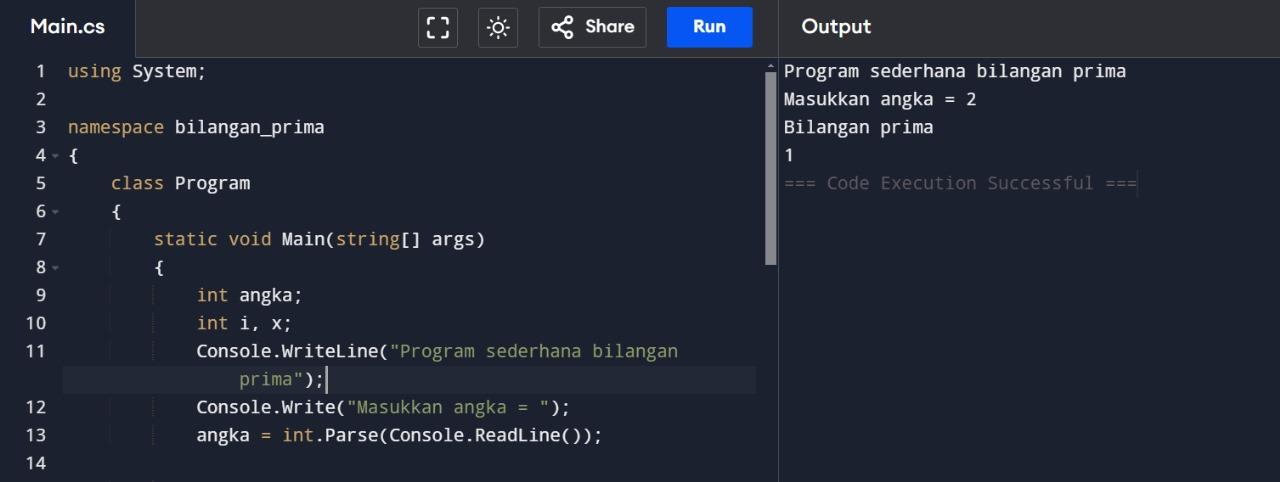 Main.cs
Share
Run
Output
1 using System;
2
3 namespace bilangan_prima
4 {
5 class Program
6 {
7 static void Main(string[] args)
8 {
9 int angka;
10 int i, x;
11 Console.WriteLine("Program sederhana bilangan
prima");
12 Console.Write("Masukkan angka = ");
13 angka = int.Parse(Console.ReadLine());
14
Program sederhana bilangan prima
Masukkan angka = 2
Bilangan prima
1
=== Code Execution Successful ===